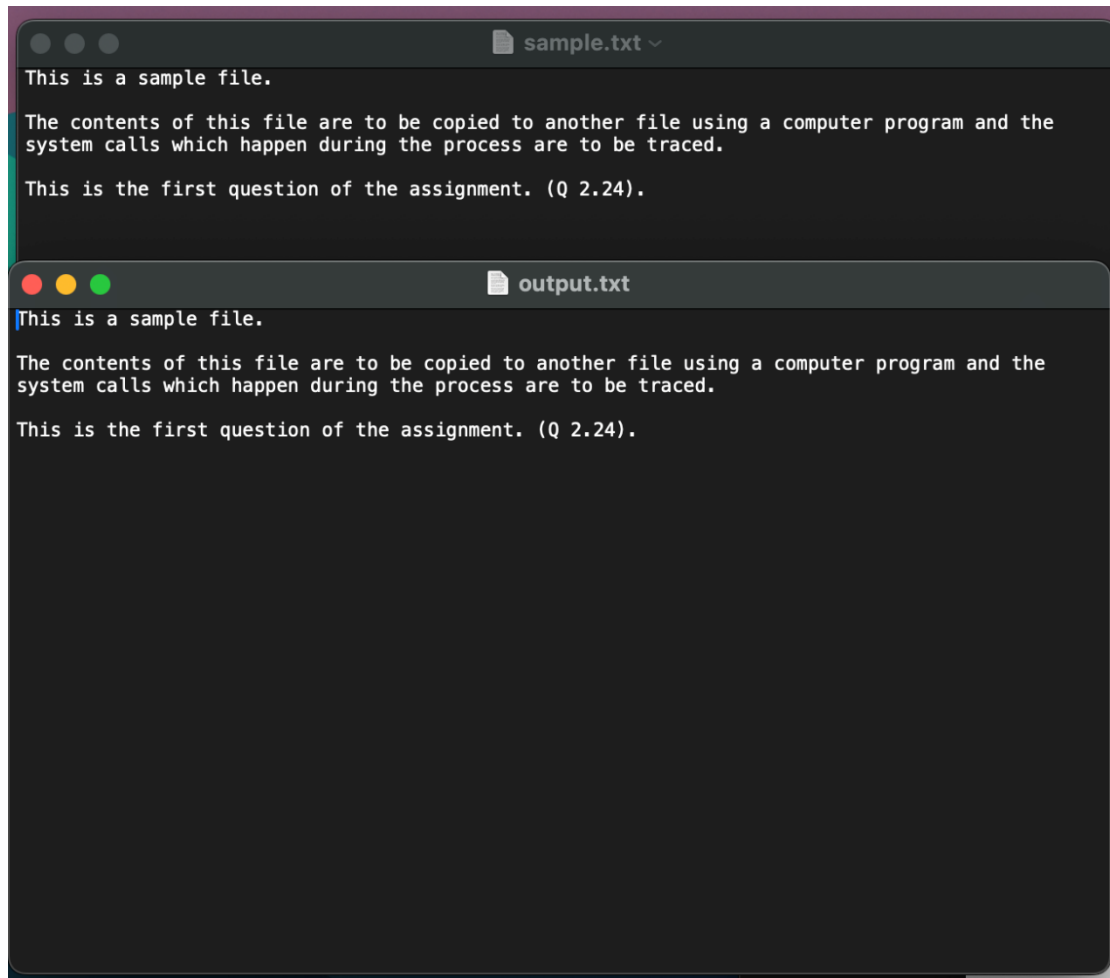 sample.txt
This is a sample file.
The contents of this file are to be copied to another file using a computer program and the
system calls which happen during the process are to be traced.
This is the first question of the assignment. (Q 2.24).
output.txt
This is a sample file.
The contents of this file are to be copied to another file using a computer program and the
system calls which happen during the process are to be traced.
This is the first question of the assignment. (Q 2.24).